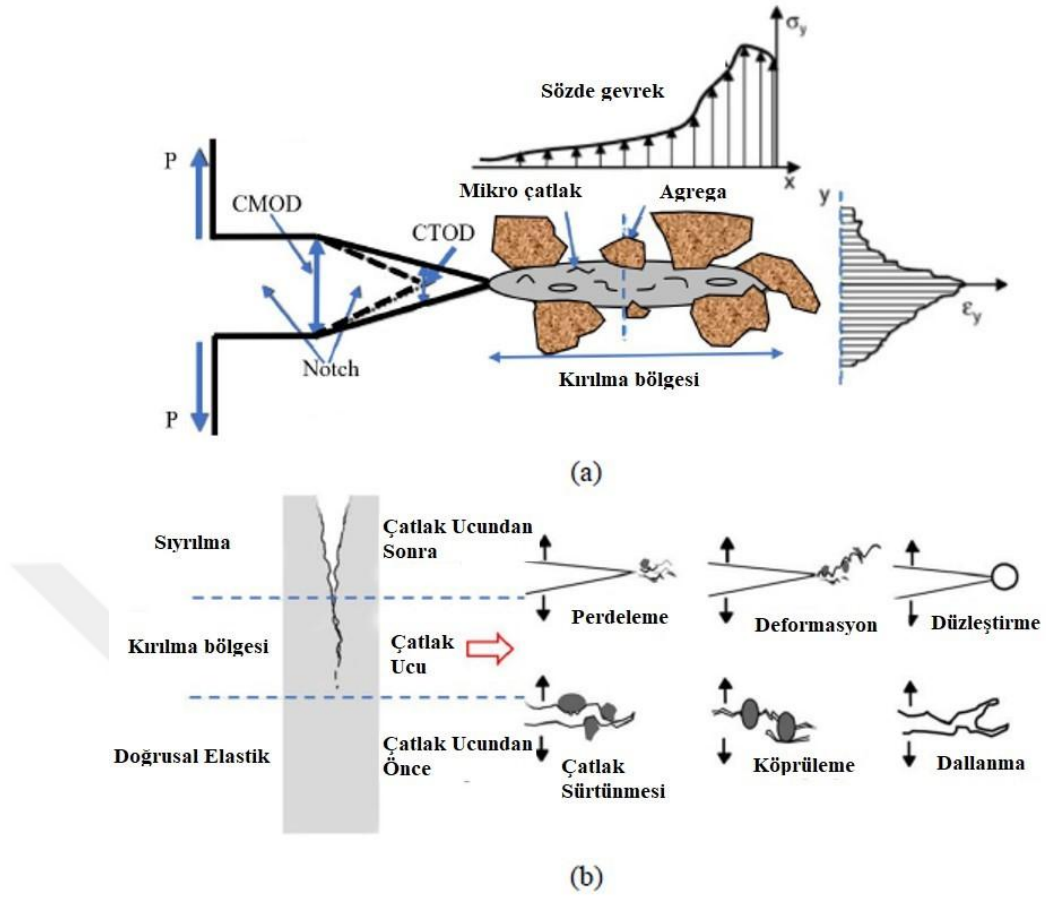 σy
Sözde gevrek
x
P
Mikro çatlak
Agrega
y
CMOD
CTOD
εy
Notch
Kırılma bölgesi
P
(a)
Sıyrılma
Çatlak Ucundan
Sonra
Perdeleme
Deformasyon
Düzleştirme
Kırılma bölgesi
Çatlak
Ucu
Doğrusal Elastik
Çatlak Ucundan
Önce
Çatlak
Sürtünmesi
Köprüleme
Dallanma
(b)